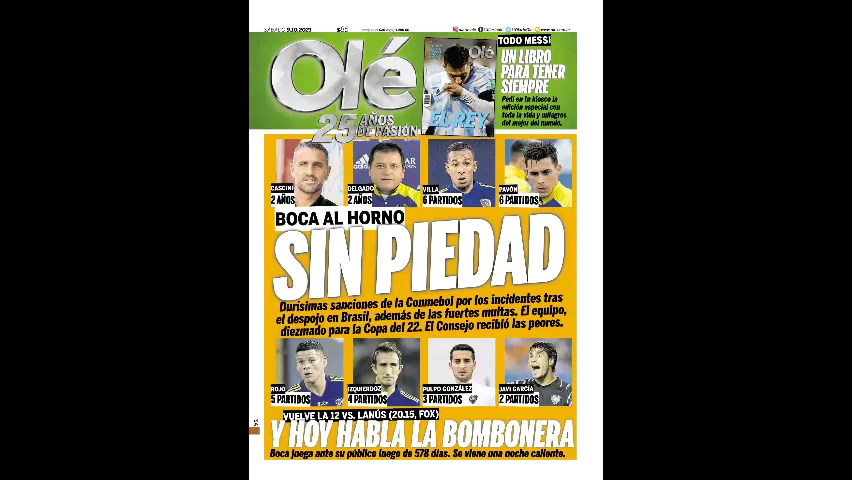 SÁBADO 9.10.2021
TODO MESSI
Olé
Olé
EL REY
UN LIBRO
PARA TENER
SIEMPRE
Pedí en tu kiosco la
edición especial con
toda la vida y milagros
del mejor del mundo.
25 AÑOS
DE PASIÓN
CASCINI
2 AÑOS
DELGADO
2 AÑOS
VILLA
6 PARTIDOS
PAVÓN
6 PARTIDOS
BOCA AL HORNO
SIN PIEDAD
Durísimas sanciones de la Conmebol por los incidentes tras
el despojo en Brasil, además de las fuertes multas. El equipo,
diezmado para la Copa del 22. El Consejo recibió las peores.
ROJO
5 PARTIDOS
IZQUIERDOZ
4 PARTIDOS
PULPO GONZÁLEZ
3 PARTIDOS
JAVI GARCÍA
2 PARTIDOS
VUELVE LA 12 VS. LANÚS (20.15, FOX)
Y HOY HABLA LA BOMBONERA
Boca juega ante su público luego de 578 días. Se viene una noche caliente.